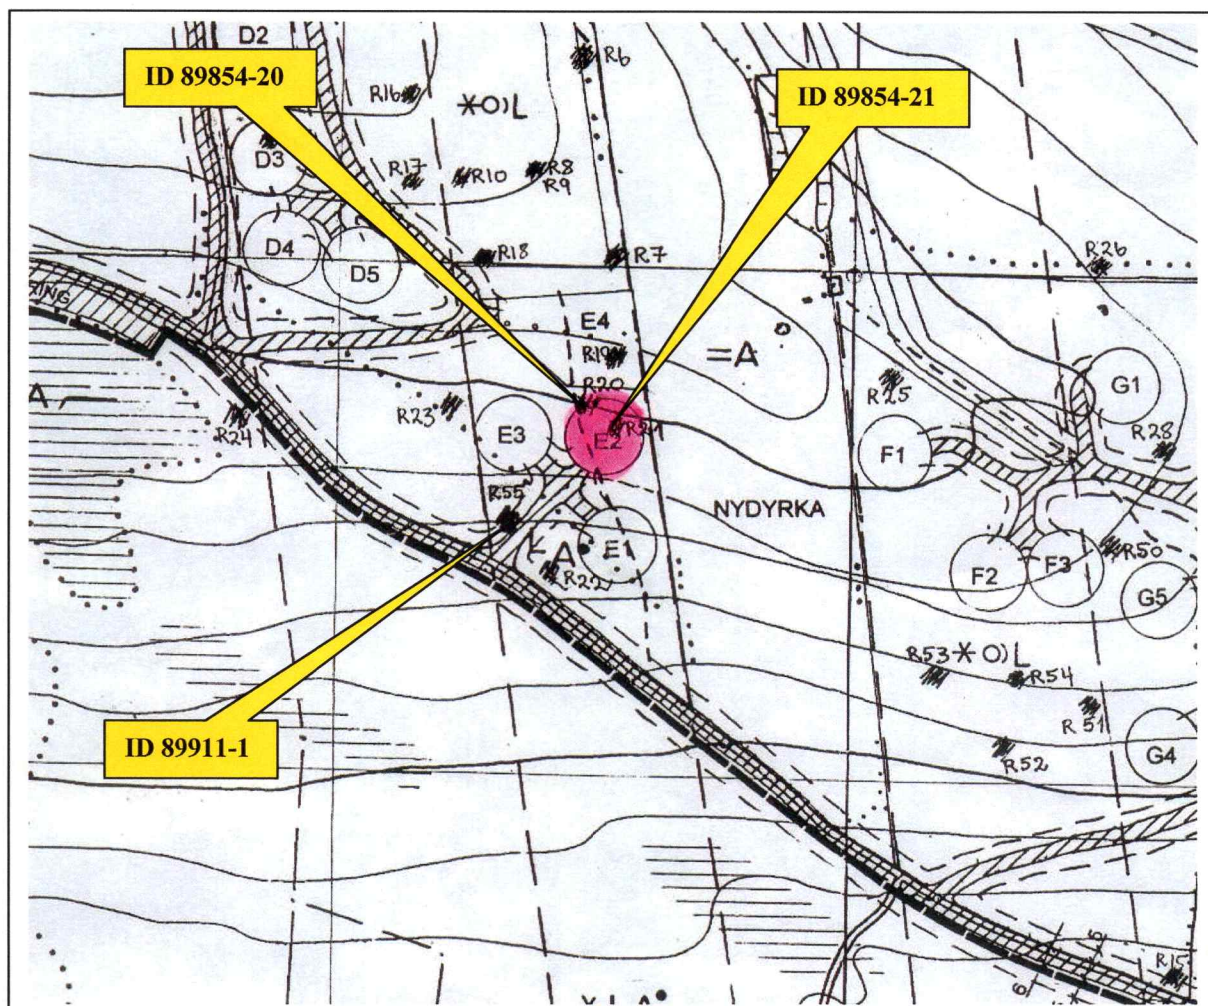 D2
R6
ID 89854-20
ID 89854-21
R16
*O)L
D3
R17
R10
R8
R9
D4
D5
R18
R7
R26
E4
R19
=A
R20
R25
G1
A
R24
R23
E3
E2
R21
F1
R28
R55
NYDYRKA
A
E1
R22
F2
F3
R50
G5
R53
*O)L
R54
R51
ID 89911-1
R52
G4
R15